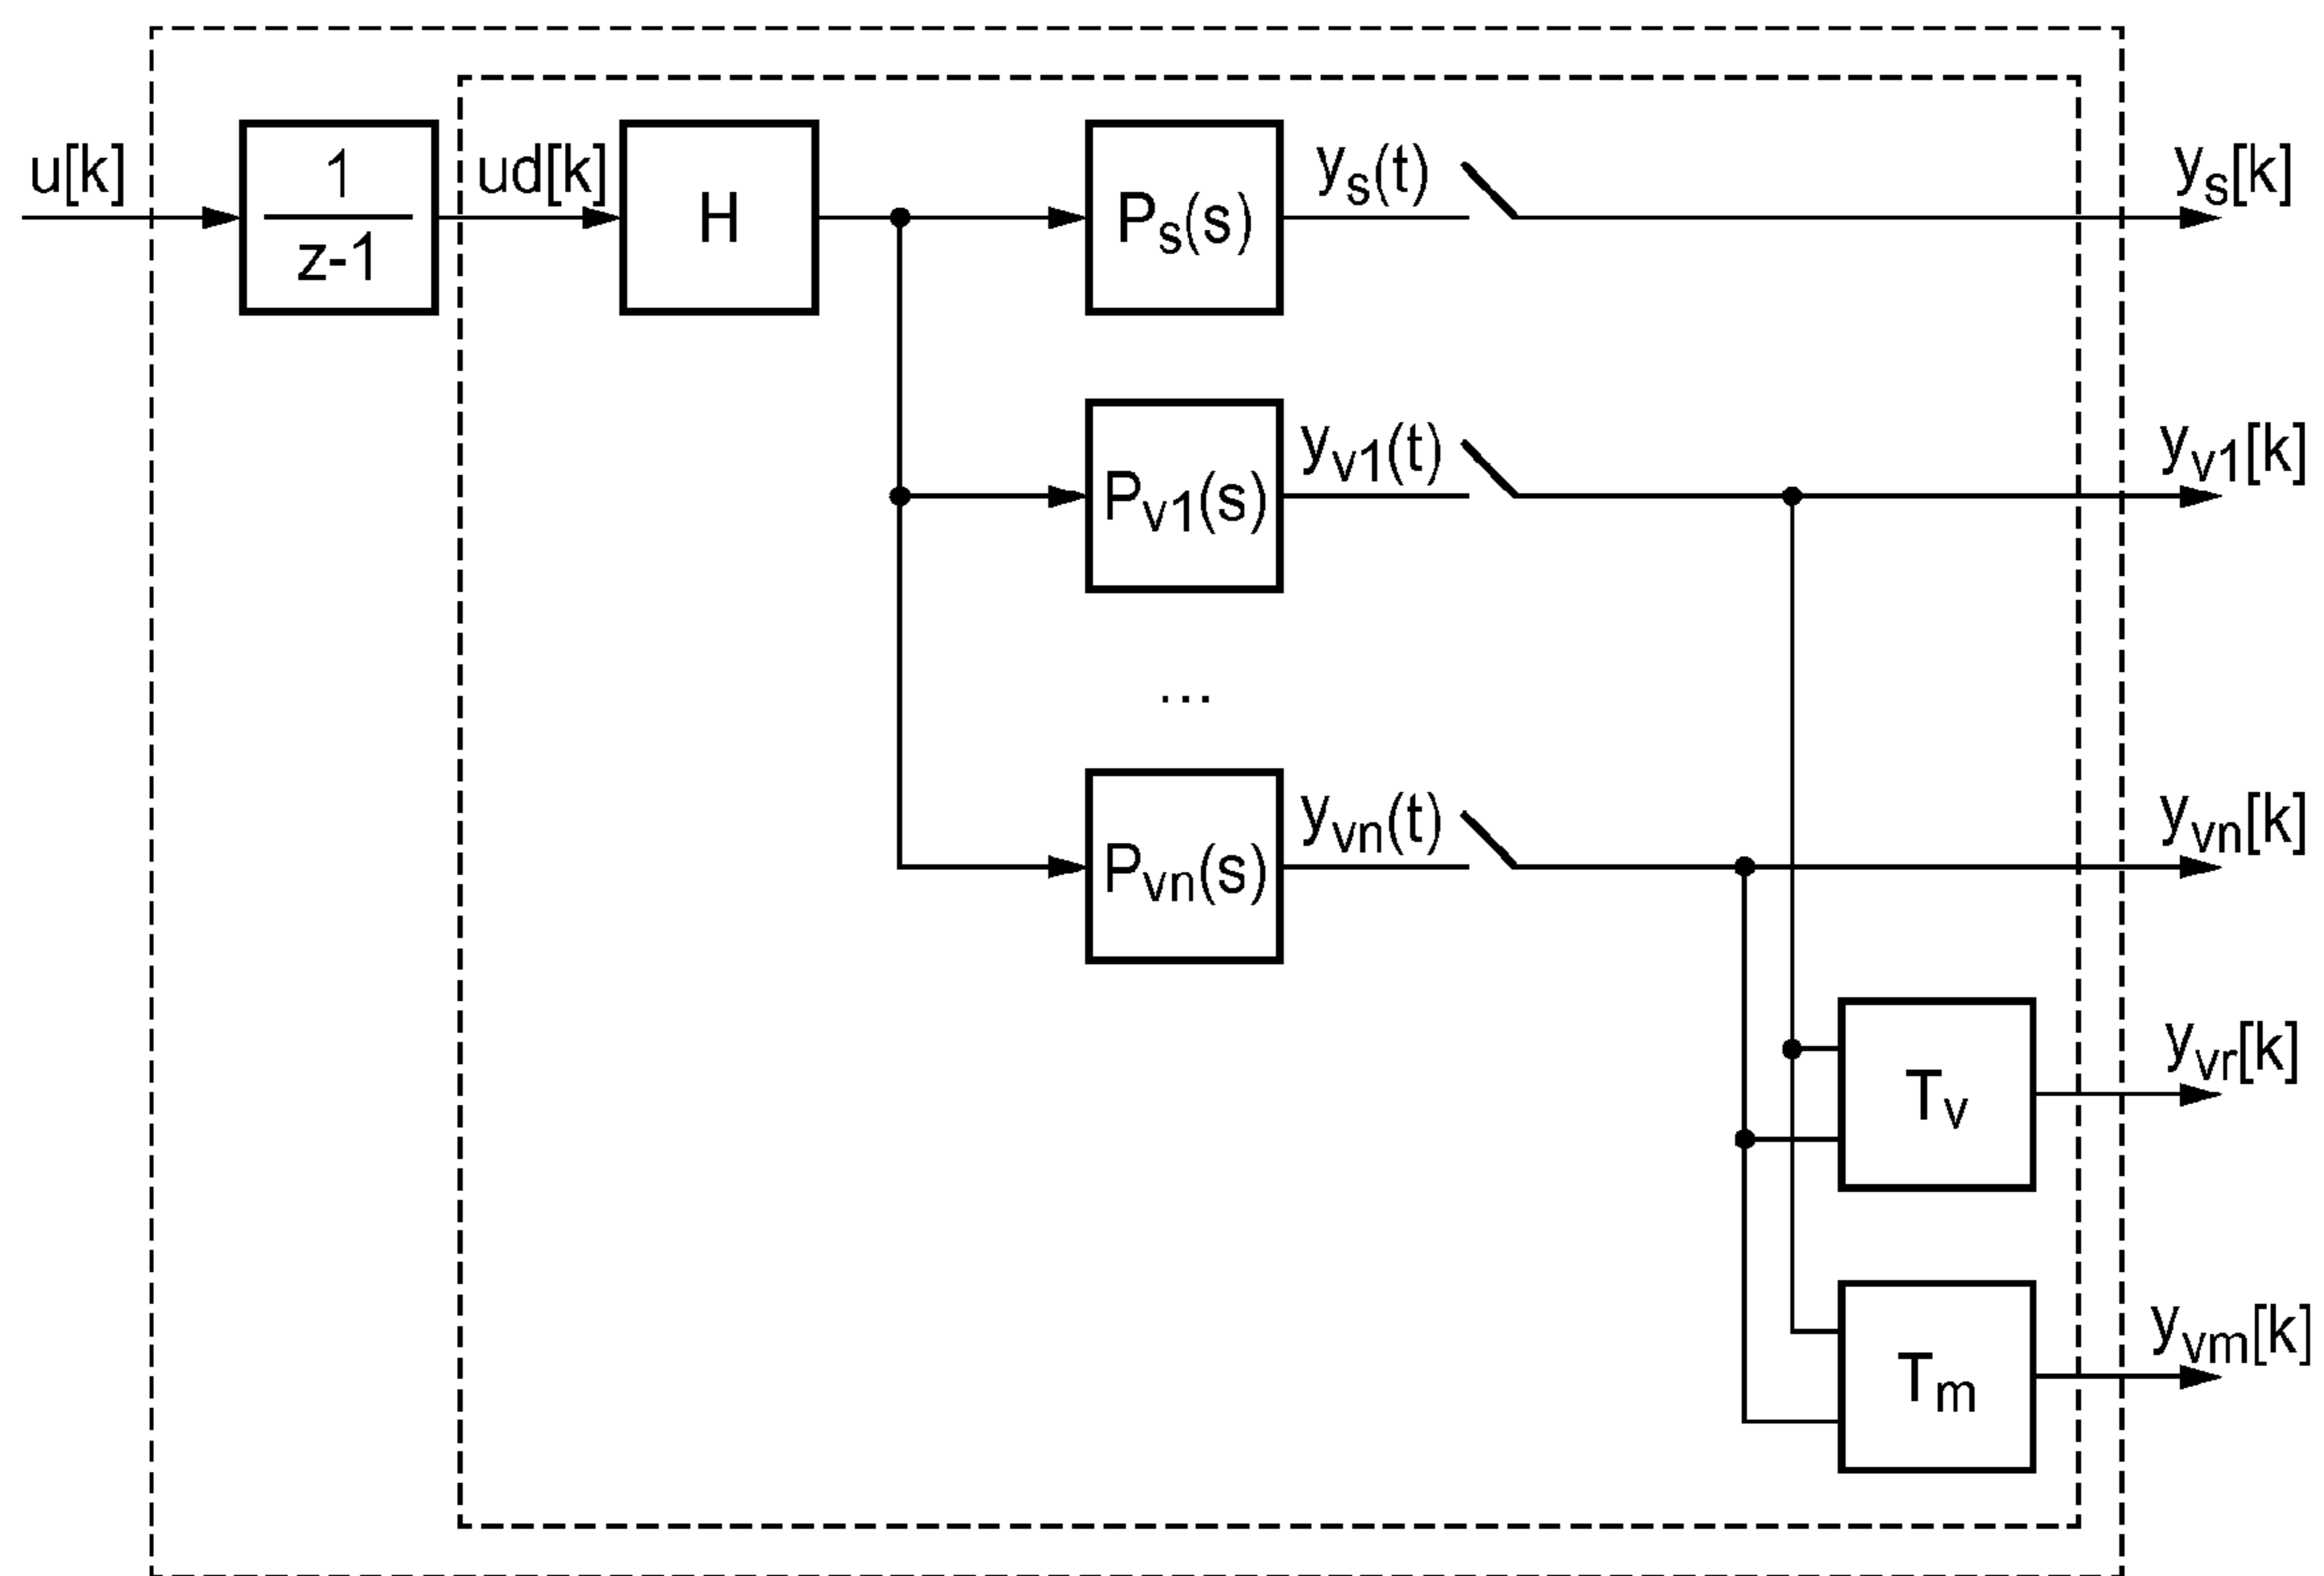 u[k]
1
z-1
ud[k]
H
Ps(s)
ys(t)
ys[k]
Pv1(s)
yv1(t)
yv1[k]
...
Pvn(s)
yvn(t)
yvn[k]
Tv
yvr[k]
Tm
yvm[k]